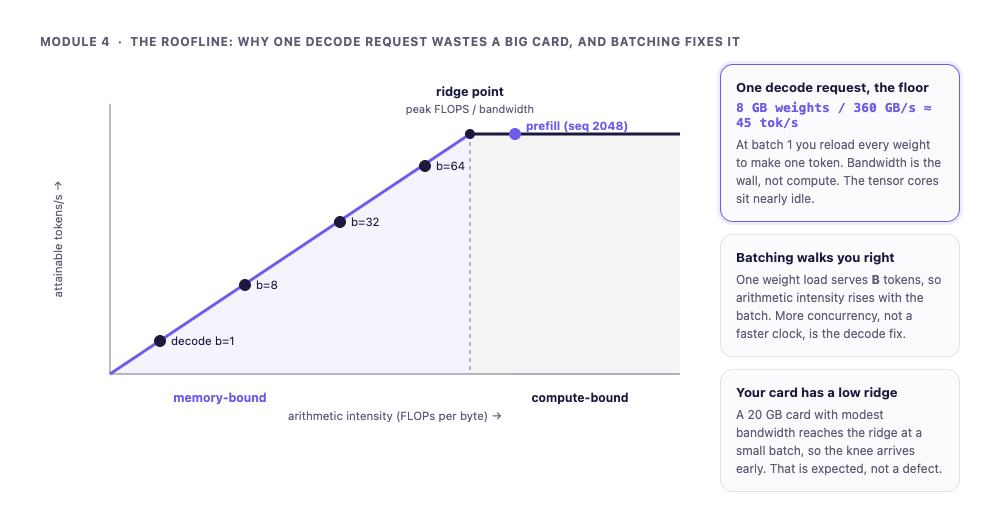 MODULE 4 · THE ROOFLINE: WHY ONE DECODE REQUEST WASTES A BIG CARD, AND BATCHING FIXES IT
ridge point
peak FLOPS / bandwidth
prefill (seq 2048)
b=64
b=32
b=8
decode b=1
attainable tokens/s →
memory-bound
compute-bound
arithmetic intensity (FLOPs per byte) →
One decode request, the floor
8 GB weights / 360 GB/s ≈
45 tok/s
At batch 1 you reload every weight
to make one token. Bandwidth is the
wall, not compute. The tensor cores
sit nearly idle.
Batching walks you right
One weight load serves B tokens, so
arithmetic intensity rises with the
batch. More concurrency, not a
faster clock, is the decode fix.
Your card has a low ridge
A 20 GB card with modest
bandwidth reaches the ridge at a
small batch, so the knee arrives
early. That is expected, not a defect.